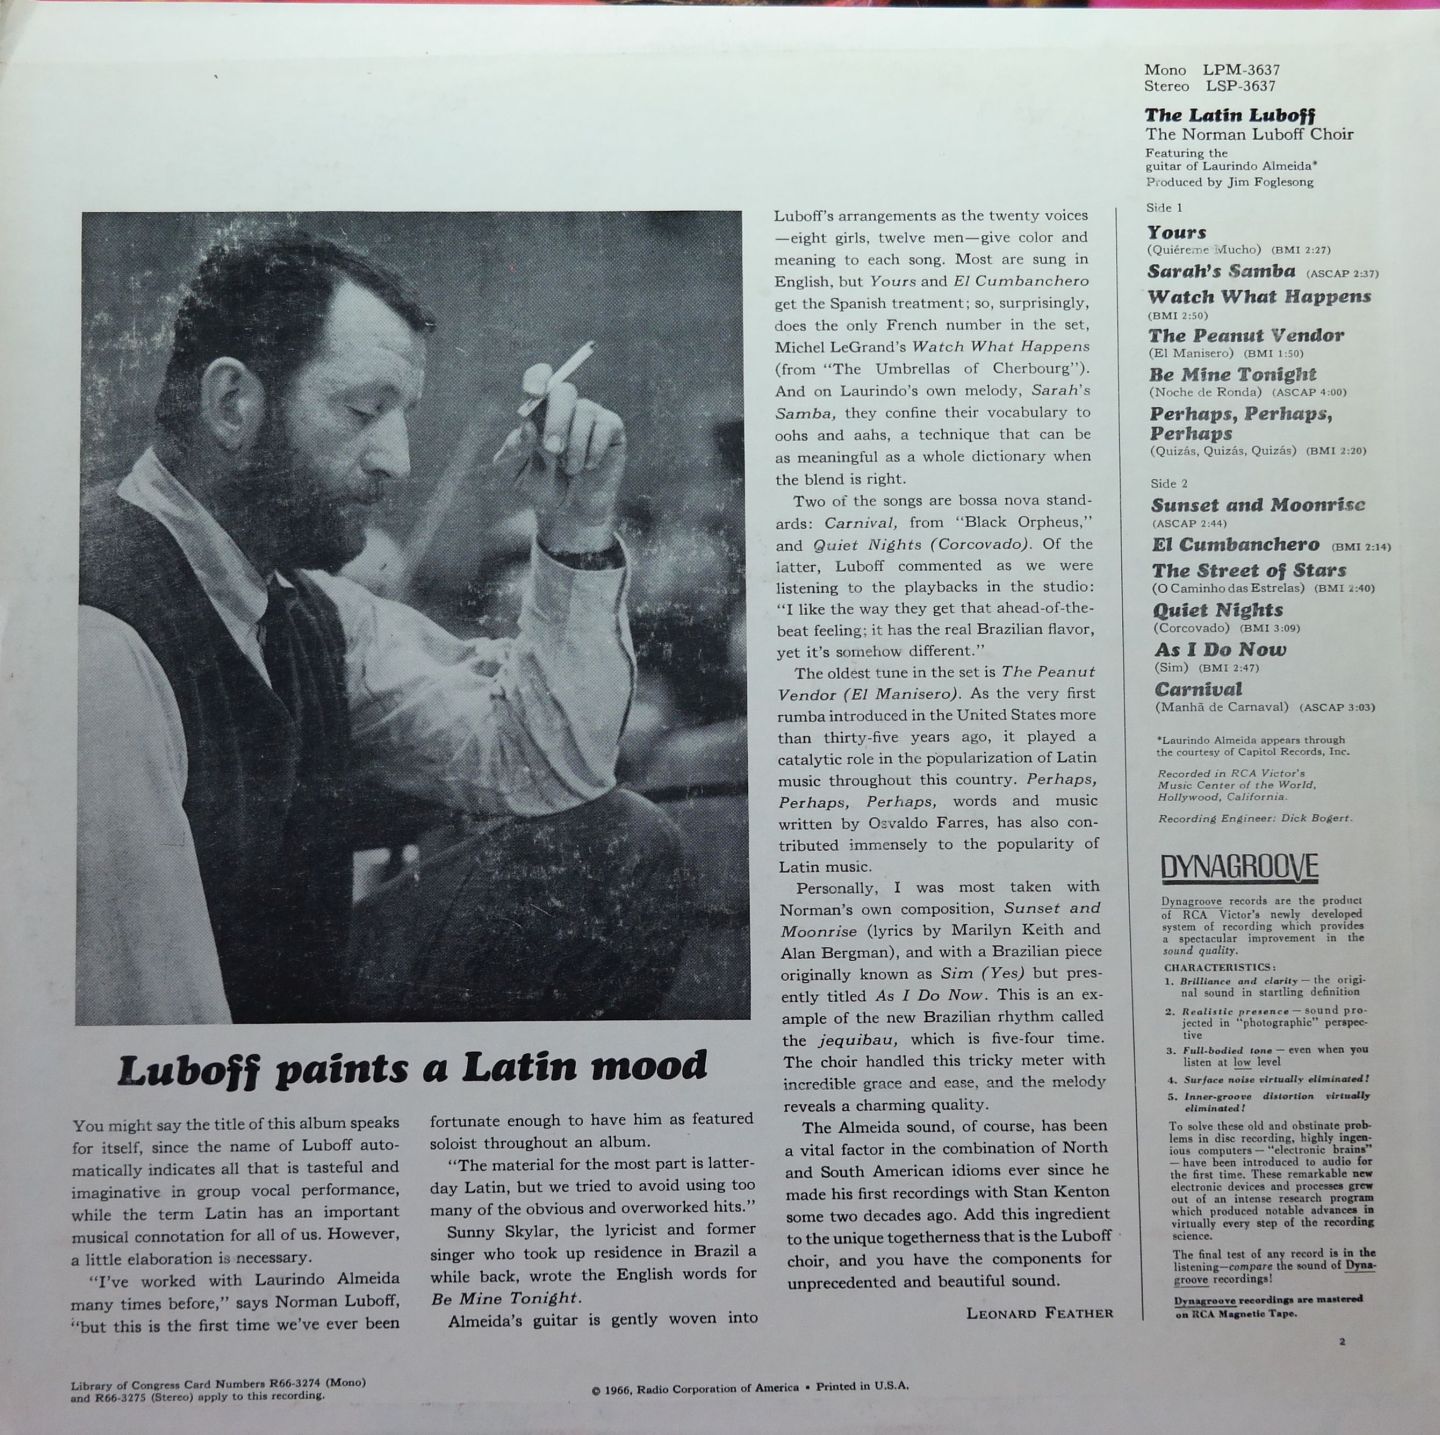 Mono LPM-3637
Stereo LSP-3637
The Latin Luboff
The Norman Luboff Choir
Featuring the
guitar of Laurindo Almeida*
Produced by Jim Foglesong
Side 1
Yours
(Quiéreme Mucho) (BMI 2:27)
Sarah's Samba (ASCAP 2:37)
Watch What Happens
(BMI 2:50)
The Peanut Vendor
(El Manisero) (BMI 1:50)
Be Mine Tonight
(Noche de Ronda) (ASCAP 4:00)
Perhaps, Perhaps,
Perhaps
(Quizás, Quizás, Quizás) (BMI 2:20)
Side 2
Sunset and Moonrise
(ASCAP 2:44)
El Cumbanchero (BMI 2:14)
The Street of Stars
(O Caminho das Estrelas) (BMI 2:40)
Quiet Nights
(Corcovado) (BMI 3:09)
As I Do Now
(Sim) (BMI 2:47)
Carnival
(Manhã de Carnaval) (ASCAP 3:03)
*Laurindo Almeida appears through
the courtesy of Capitol Records, Inc.
Recorded in RCA Victor's
Music Center of the World,
Hollywood, California.
Recording Engineer: Dick Bogert.
DYNAGROOVE
Dynagroove records are the product
of RCA Victor's newly developed
system of recording which provides
a spectacular improvement in the
sound quality.
CHARACTERISTICS:
1. Brilliance and clarity — the origi-
nal sound in startling definition
2. Realistic presence — sound pro-
jected in "photographic" perspec-
tive
3. Full-bodied tone — even when you
listen at low level
4. Surface noise virtually eliminated!
5. Inner-groove distortion virtually
eliminated!
To solve these old and obstinate prob-
lems in disc recording, highly ingen-
ious computers — "electronic brains"
— have been introduced to audio for
the first time. These remarkable new
electronic devices and processes grew
out of an intense research program
which produced notable advances in
virtually every step of the recording
science.
The final test of any record is in the
listening—compare the sound of Dyna-
groove recordings!
Dynagroove recordings are mastered
on RCA Magnetic Tape.
2
Luboff paints a Latin mood
You might say the title of this album speaks
for itself, since the name of Luboff auto-
matically indicates all that is tasteful and
imaginative in group vocal performance,
while the term Latin has an important
musical connotation for all of us. However,
a little elaboration is necessary.
"I've worked with Laurindo Almeida
many times before," says Norman Luboff,
"but this is the first time we've ever been
fortunate enough to have him as featured
soloist throughout an album.
"The material for the most part is latter-
day Latin, but we tried to avoid using too
many of the obvious and overworked hits."
Sunny Skylar, the lyricist and former
singer who took up residence in Brazil a
while back, wrote the English words for
Be Mine Tonight.
Almeida's guitar is gently woven into
Luboff's arrangements as the twenty voices
—eight girls, twelve men—give color and
meaning to each song. Most are sung in
English, but Yours and El Cumbanchero
get the Spanish treatment; so, surprisingly,
does the only French number in the set,
Michel LeGrand's Watch What Happens
(from "The Umbrellas of Cherbourg").
And on Laurindo's own melody, Sarah's
Samba, they confine their vocabulary to
oohs and aahs, a technique that can be
as meaningful as a whole dictionary when
the blend is right.
Two of the songs are bossa nova stand-
ards: Carnival, from "Black Orpheus,"
and Quiet Nights (Corcovado). Of the
latter, Luboff commented as we were
listening to the playbacks in the studio:
"I like the way they get that ahead-of-the-
beat feeling; it has the real Brazilian flavor,
yet it's somehow different."
The oldest tune in the set is The Peanut
Vendor (El Manisero). As the very first
rumba introduced in the United States more
than thirty-five years ago, it played a
catalytic role in the popularization of Latin
music throughout this country. Perhaps,
Perhaps, Perhaps, words and music
written by Osvaldo Farres, has also con-
tributed immensely to the popularity of
Latin music.
Personally, I was most taken with
Norman's own composition, Sunset and
Moonrise (lyrics by Marilyn Keith and
Alan Bergman), and with a Brazilian piece
originally known as Sim (Yes) but pres-
ently titled As I Do Now. This is an ex-
ample of the new Brazilian rhythm called
the jequibau, which is five-four time.
The choir handled this tricky meter with
incredible grace and ease, and the melody
reveals a charming quality.
The Almeida sound, of course, has been
a vital factor in the combination of North
and South American idioms ever since he
made his first recordings with Stan Kenton
some two decades ago. Add this ingredient
to the unique togetherness that is the Luboff
choir, and you have the components for
unprecedented and beautiful sound.
LEONARD FEATHER
Library of Congress Card Numbers R66-3274 (Mono)
and R66-3275 (Stereo) apply to this recording.
© 1966, Radio Corporation of America • Printed in U.S.A.